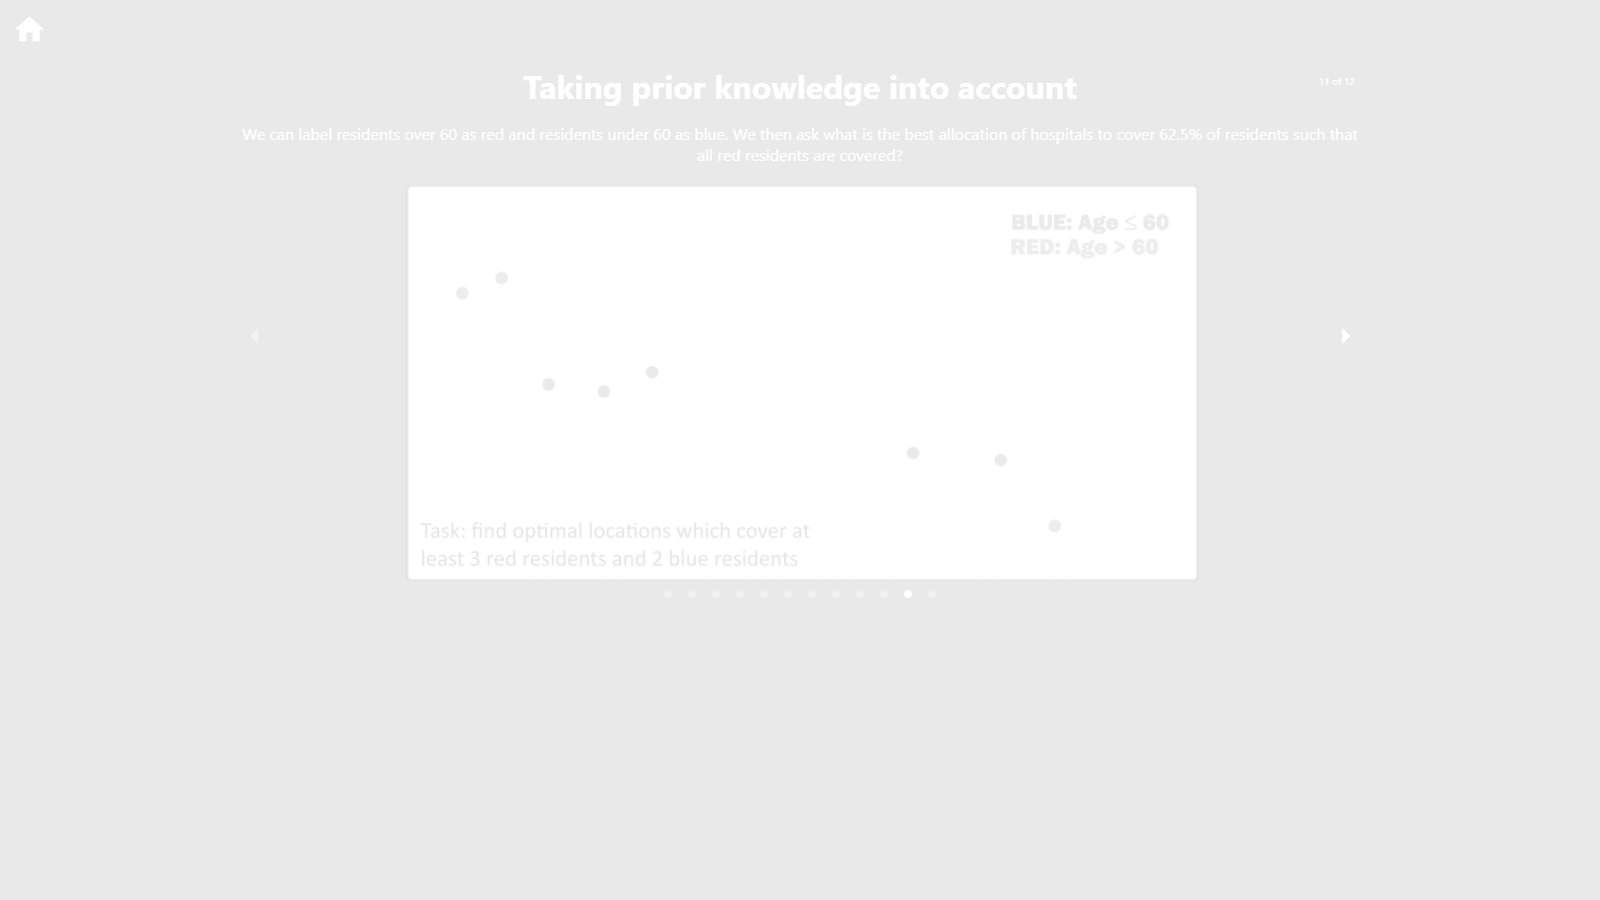 Taking prior knowledge into account
11 of 12
We can label residents over 60 as red and residents under 60 as blue. We then ask what is the best allocation of hospitals to cover 62.5% of residents such that
all red residents are covered?
BLUE: Age ≤ 60
RED: Age > 60
Task: find optimal locations which cover at
least 3 red residents and 2 blue residents